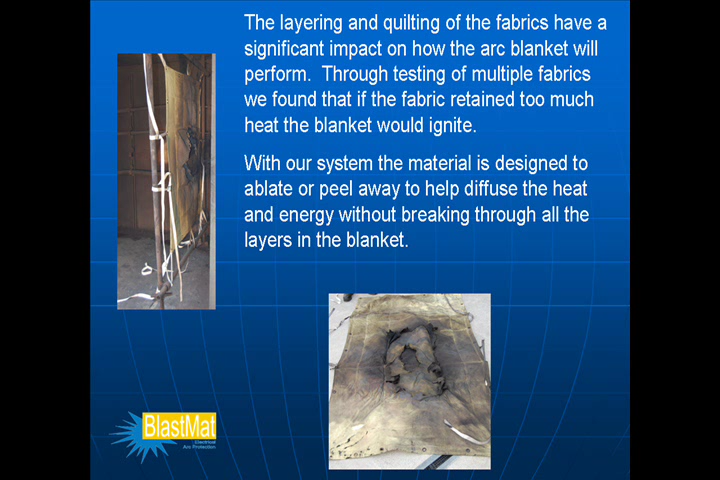 The layering and quilting of the fabrics have a
significant impact on how the arc blanket will
perform.  Through testing of multiple fabrics
we found that if the fabric retained too much
heat the blanket would ignite.
With our system the material is designed to
ablate or peel away to help diffuse the heat
and energy without breaking through all the
layers in the blanket.
BlastMat
Electrical
Arc Protection